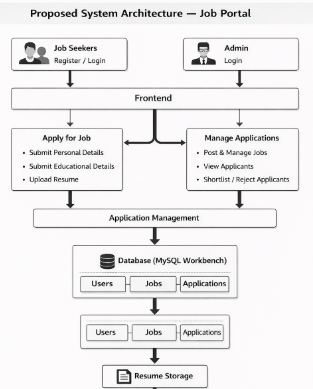 Proposed System Architecture — Job Portal
Job Seekers
Register / Login
Admin
Login
Frontend
Apply for Job
• Submit Personal Details
• Submit Educational Details
• Upload Resume
Manage Applications
• Post & Manage Jobs
• View Applicants
• Shortlist / Reject Applicants
Application Management
Database (MySQL Workbench)
Users
Jobs
Applications
Users
Jobs
Applications
Resume Storage